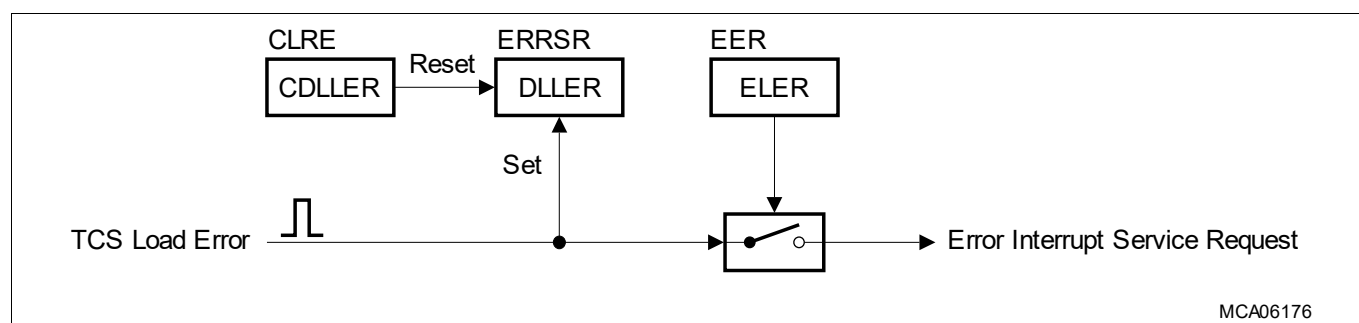 CLRE
ERRSR
EER
CDLLER
Reset
DLLER
ELER
Set
TCS Load Error
Error Interrupt Service Request
MCA06176